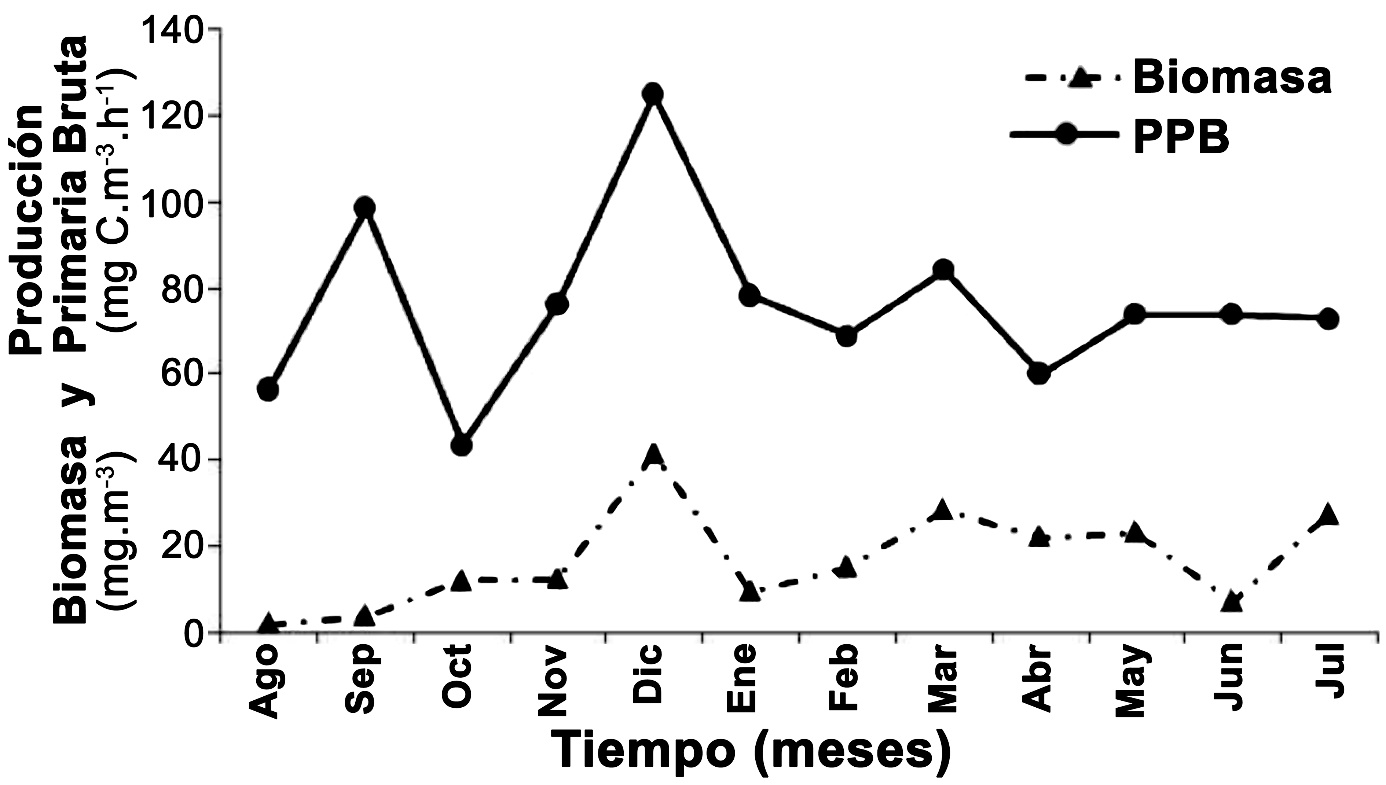 Producción
Biomasa y Primaria Bruta
(mg.m⁻³) (mg C.m⁻³.h⁻¹)
140
120
100
80
60
40
20
0
Biomasa
PPB
Ago Sep Oct Nov Dic Ene Feb Mar Abr May Jun Jul
Tiempo (meses)